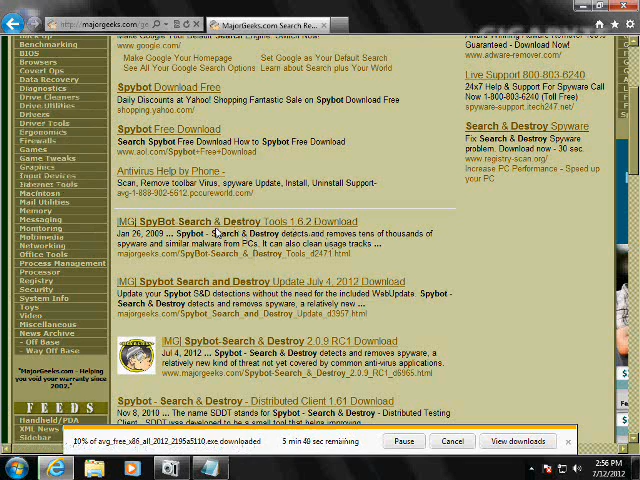 http://majorgeeks.com/ge
MajorGeeks.com Search Re...
Benchmarking
BIOS
Browsers
Covert Ops
Data Recovery
Diagnostics
Drive Cleaners
Drive Utilities
Drivers
Driver Tools
Ergonomics
Firewalls
Games
Game Tweaks
Graphics
Input Devices
Internet Tools
Macintosh
Mail Utilities
Memory
Messaging
Monitoring
Multimedia
Networking
Office Tools
Process Management
Processor
Registry
Security
System Info
Toys
Video
Miscellaneous
News Archive
- Off Base
- Way Off Base
"MajorGeeks.com - Helping
you void your warranty since
2002."
FEEDS
Handheld/PDA
XML News
Sidebar
www.google.com/
Make Google Your Homepage
Set Google as Your Default Search
See All Your Google Search Options
Learn about Search plus Your World
Spybot Download Free
Daily Discounts at Yahoo! Shopping Fantastic Sale on Spybot Download Free
shopping.yahoo.com/
Spybot Free Download
Search Spybot Free Download How to Spybot Free Download
www.aol.com/Spybot+Free+Download
Antivirus Help by Phone -
Scan, Remove toolbar Virus, spyware Update, Install, Uninstall Support-
avg-1-888-902-5612.pccureworld.com/
[MG] SpyBot-Search & Destroy Tools 1.6.2 Download
Jan 26, 2009 ... Spybot - Search & Destroy detects and removes tens of thousands of
spyware and similar malware from PCs. It can also clean usage tracks ...
majorgeeks.com/SpyBot-Search_&_Destroy_Tools_d2471.html
[MG] Spybot Search and Destroy Update July 4, 2012 Download
Update your Spybot S&D detections without the need for the included WebUpdate. Spybot -
Search & Destroy detects and removes spyware, a relatively new ...
majorgeeks.com/Spybot_Search_and_Destroy_Update_d3957.html
[MG] Spybot-Search & Destroy 2.0.9 RC1 Download
Jul 4, 2012 ... Spybot - Search & Destroy detects and removes spyware, a
relatively new kind of threat not yet covered by common anti-virus applications.
www.majorgeeks.com/Spybot-Search_&_Destroy_2.0.9_RC1_d6965.html
Spybot - Search & Destroy - Distributed Client 1.61 Download
Nov 8, 2010 ... The name SDDT stands for Spybot - Search & Destroy - Distributed Testing
Guaranteed - Download Now!
www.adware-remover.com/
Live Support 800-803-6240
24x7 Help & Support For Spyware
Call Now 1-800-803-6240 (Toll Free)
spyware-support.itech247.net/
Search & Destroy Spyware
Fix Search & Destroy Spyware
problem. Download now - 30 sec.
www.registry-scan.org/
Increase PC Performance - Speed up
your PC
10% of avg_free_x86_all_2012_2195a5110.exe downloaded
5 min 48 sec remaining
Pause
Cancel
View downloads
2:56 PM
7/12/2012